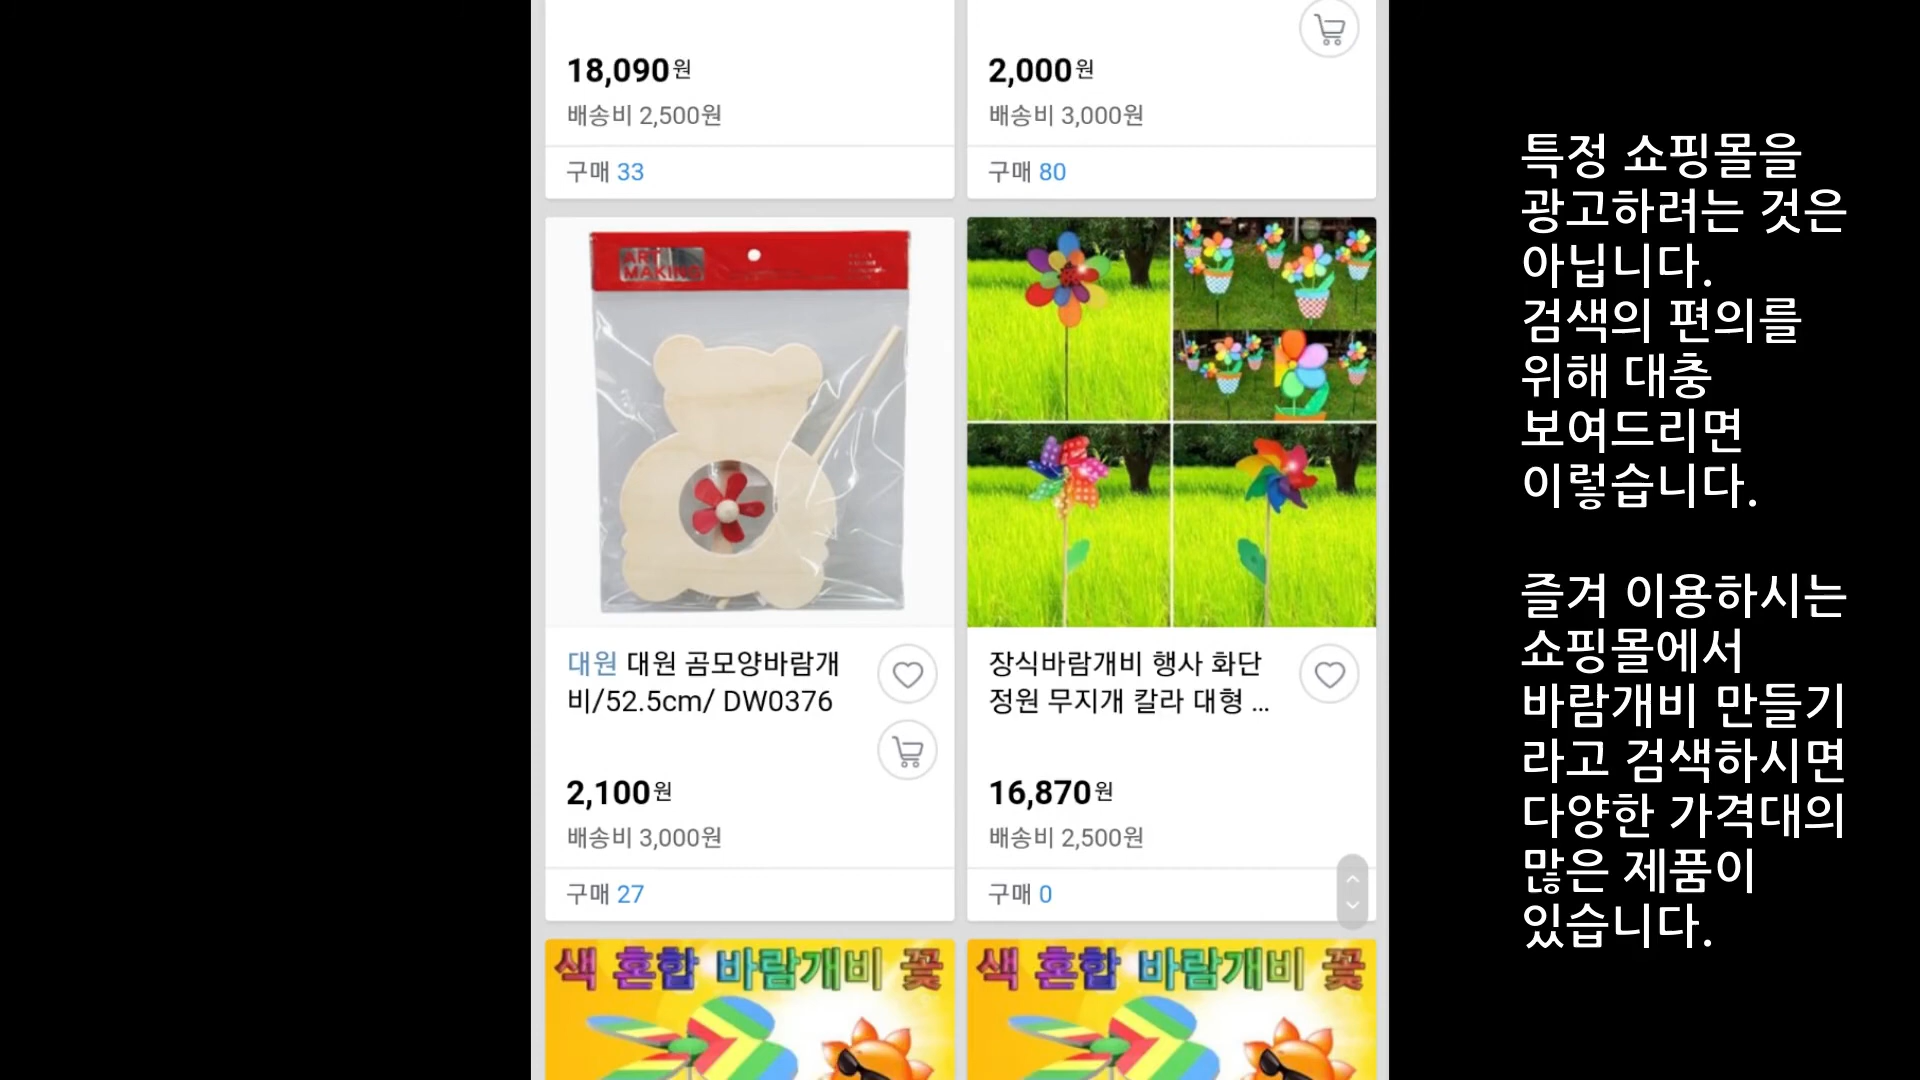 18,090원
배송비 2,500원
구매 33
2,000원
배송비 3,000원
구매 80
ART
MAKING
대원 대원 곰모양바람개
비/52.5cm/ DW0376
2,100원
배송비 3,000원
구매 27
장식바람개비 행사 화단
정원 무지개 칼라 대형 ...
16,870원
배송비 2,500원
구매 0
색 혼합 바람개비 꽃
색 혼합 바람개비 꽃
특정 쇼핑몰을
광고하려는 것은
아닙니다.
검색의 편의를
위해 대충
보여드리면
이렇습니다.
즐겨 이용하시는
쇼핑몰에서
바람개비 만들기
라고 검색하시면
다양한 가격대의
많은 제품이
있습니다.